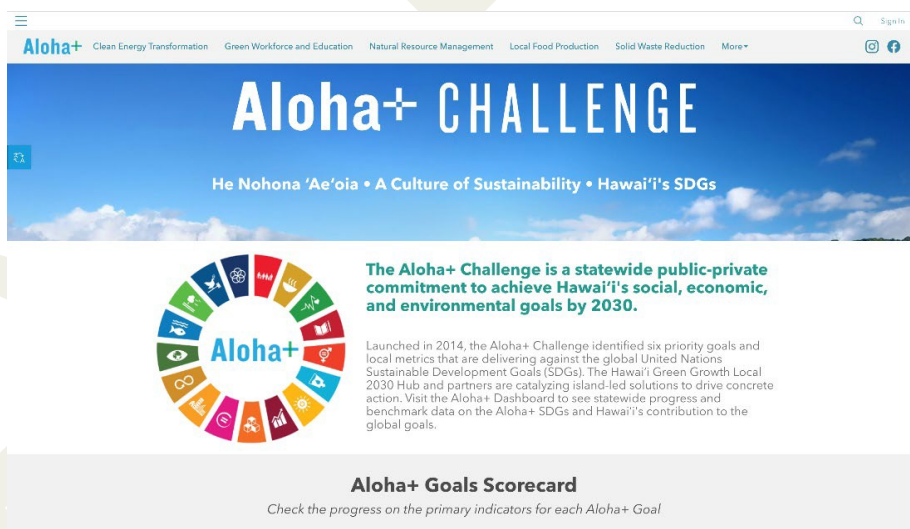 Sign In
Aloha+ Clean Energy Transformation Green Workforce and Education Natural Resource Management Local Food Production Solid Waste Reduction More
Aloha+ CHALLENGE
He Nohona ‘Ae‘oia • A Culture of Sustainability • Hawai‘i's SDGs
The Aloha+ Challenge is a statewide public-private
commitment to achieve Hawai‘i's social, economic,
and environmental goals by 2030.
Aloha+
Launched in 2014, the Aloha+ Challenge identified six priority goals and
local metrics that are delivering against the global United Nations
Sustainable Development Goals (SDGs). The Hawai‘i Green Growth Local
2030 Hub and partners are catalyzing island-led solutions to drive concrete
action. Visit the Aloha+ Dashboard to see statewide progress and
benchmark data on the Aloha+ SDGs and Hawai‘i's contribution to the
global goals.
Aloha+ Goals Scorecard
Check the progress on the primary indicators for each Aloha+ Goal